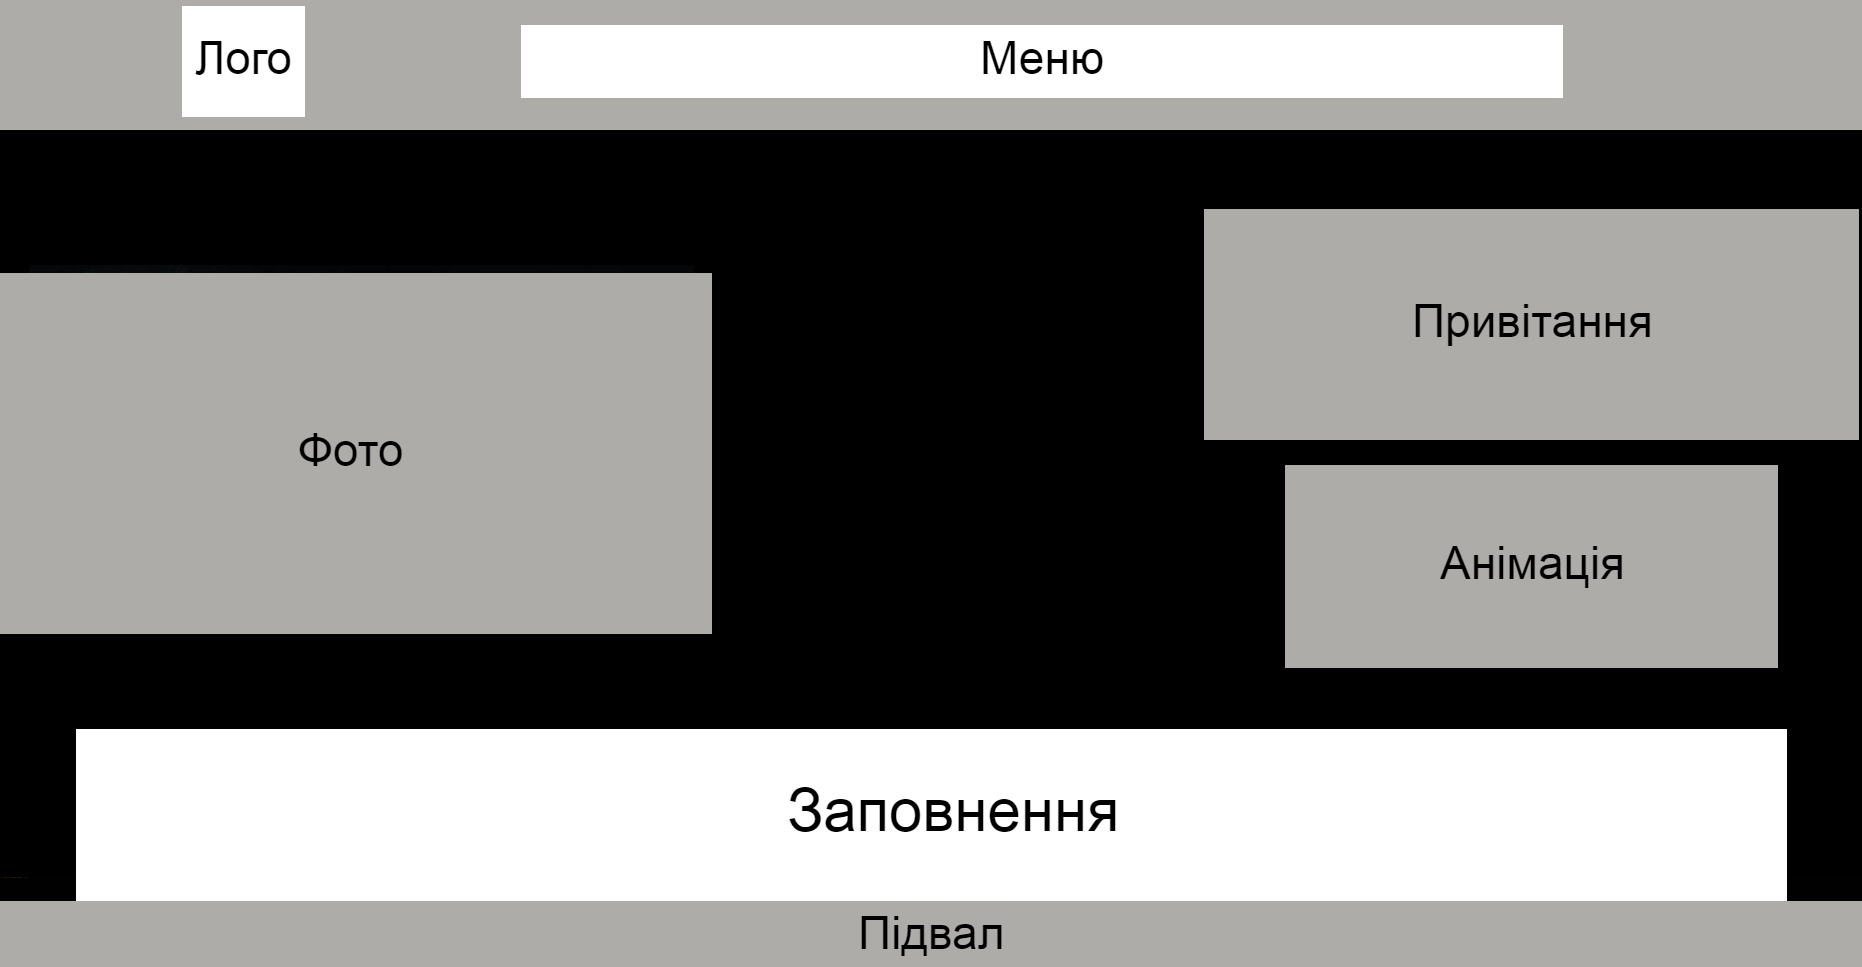 Лого
Меню
Привітання
Фото
Анімація
Заповнення
Підвал